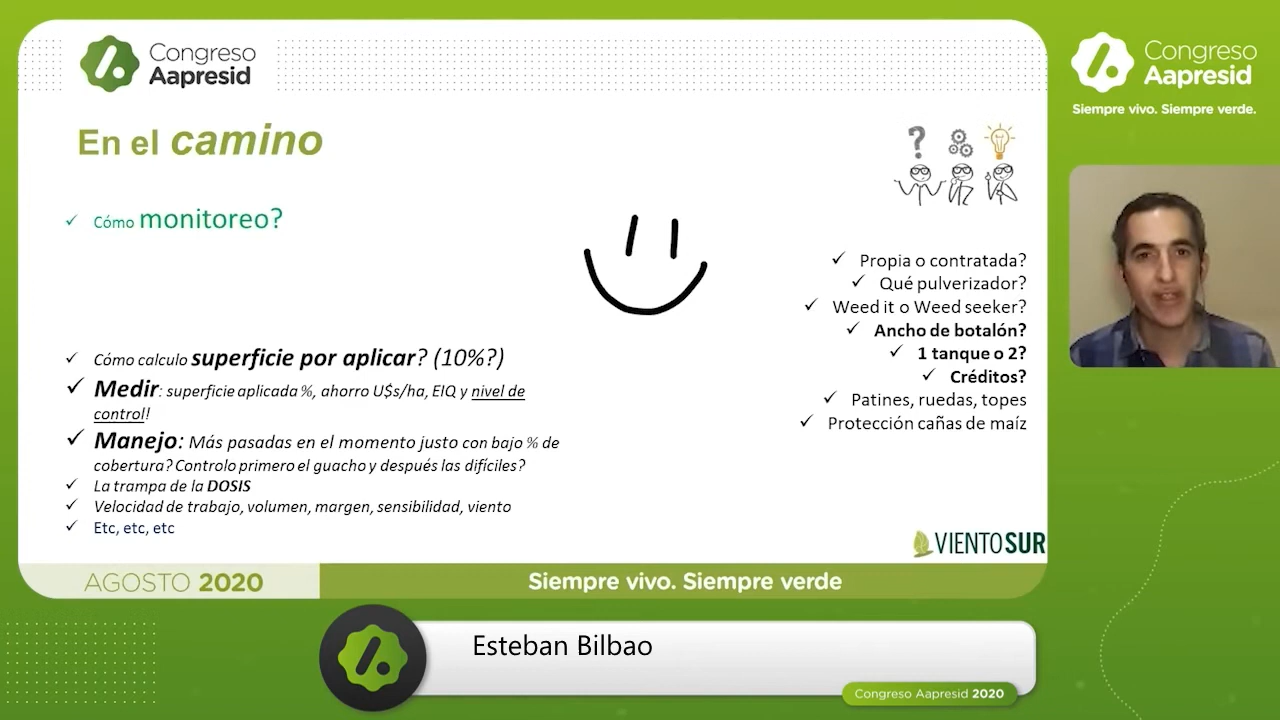 Congreso
Aapresid
En el camino
Cómo monitoreo?
Cómo calculo superficie por aplicar? (10%?)
Medir: superficie aplicada %, ahorro U$s/ha, EIQ y nivel de
control!
Manejo: Más pasadas en el momento justo con bajo % de
cobertura? Controlo primero el guacho y después las difíciles?
La trampa de la DOSIS
Velocidad de trabajo, volumen, margen, sensibilidad, viento
Etc, etc, etc
?
Propia o contratada?
Qué pulverizador?
Weed it o Weed seeker?
Ancho de botalón?
1 tanque o 2?
Créditos?
Patines, ruedas, topes
Protección cañas de maíz
VIENTO SUR
AGOSTO 2020
Siempre vivo. Siempre verde
Congreso
Aapresid
Siempre vivo. Siempre verde.
Esteban Bilbao
Congreso Aapresid 2020